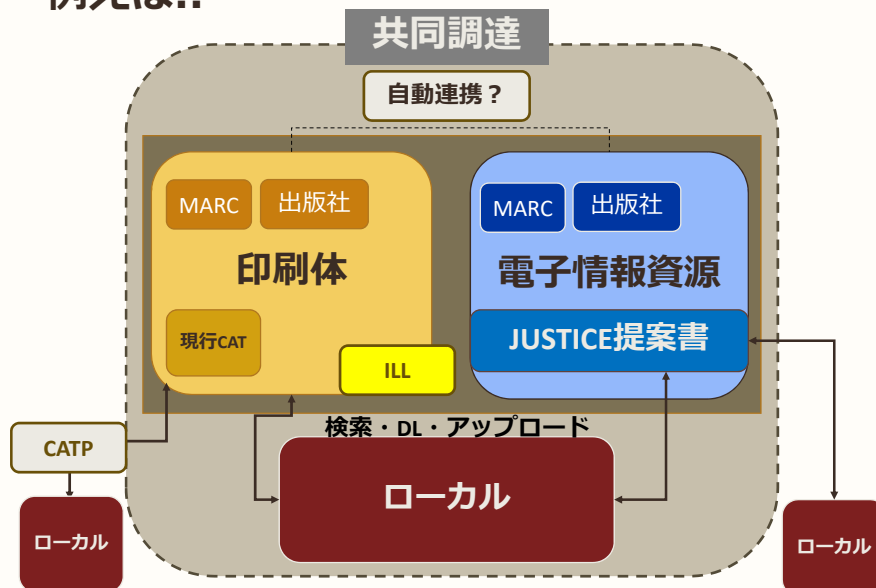 例えば!!
共同調達
自動連携？
MARC
出版社
印刷体
現行CAT
ILL
MARC
出版社
電子情報資源
JUSTICE提案書
検索・DL・アップロード
CATP
ローカル
ローカル
ローカル